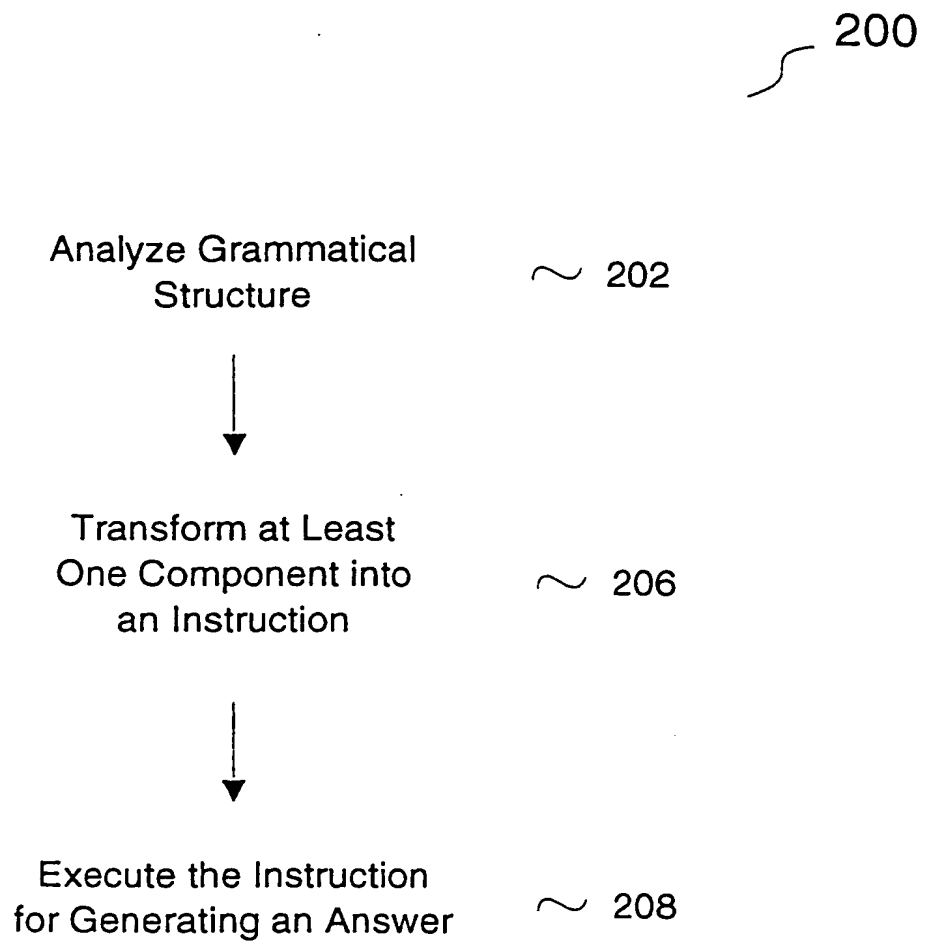 200
Analyze Grammatical
Structure
202
Transform at Least
One Component into
an Instruction
206
Execute the Instruction
for Generating an Answer
208